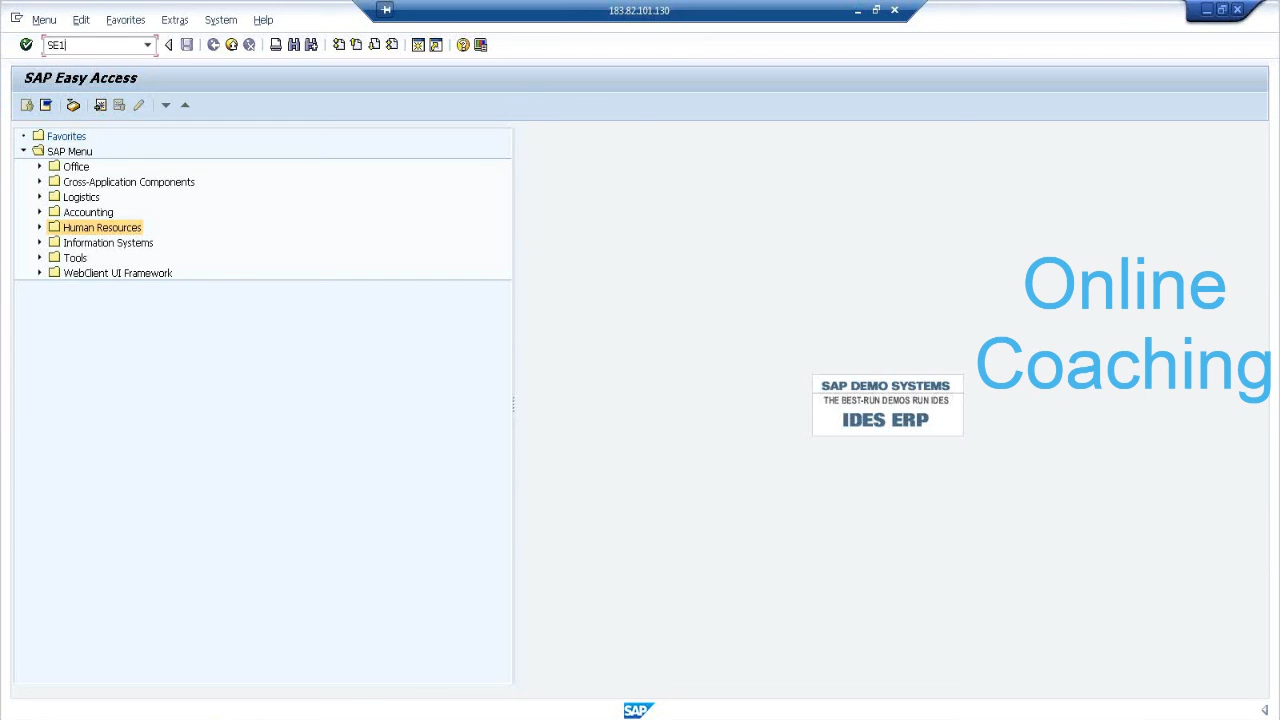 183.82.101.130
Menu Edit Favorites Extras System Help
SE1
SAP Easy Access
Favorites
SAP Menu
Office
Cross-Application Components
Logistics
Accounting
Human Resources
Information Systems
Tools
WebClient UI Framework
Online
Coaching
SAP DEMO SYSTEMS
THE BEST-RUN DEMOS RUN IDES
IDES ERP
SAP